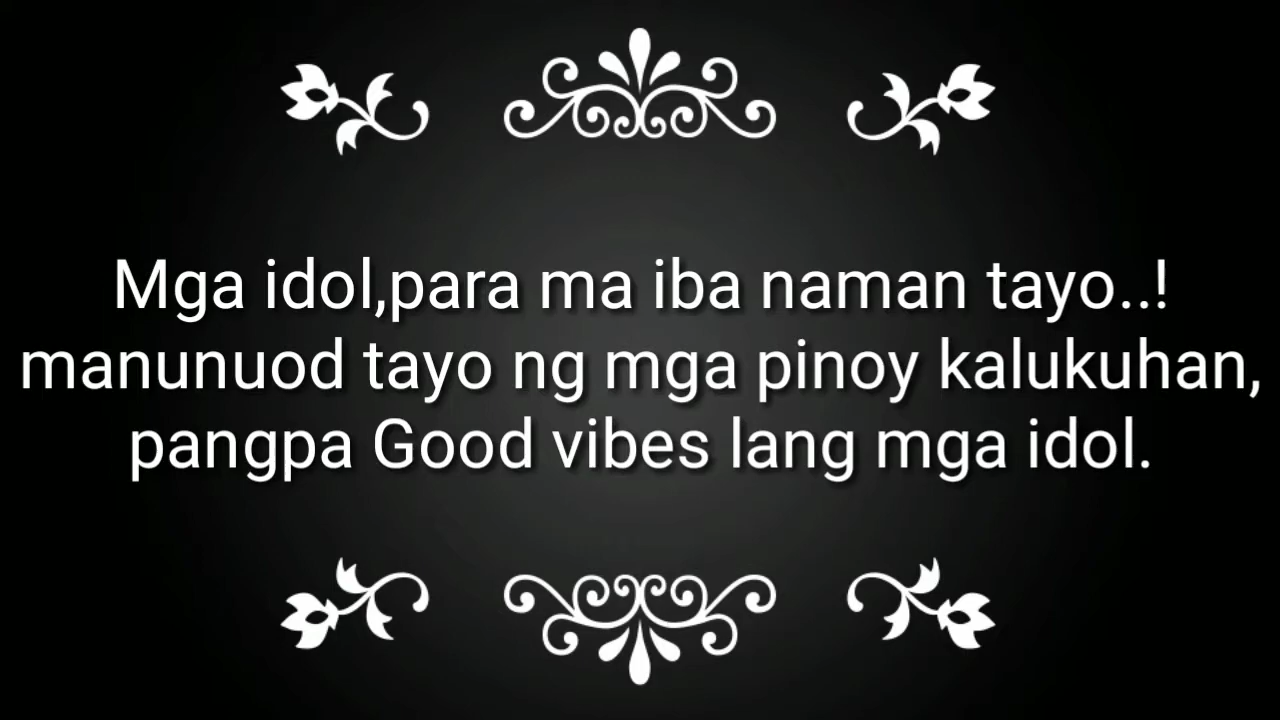 Mga idol,para ma iba naman tayo..!
manunuod tayo ng mga pinoy kalukuhan,
pangpa Good vibes lang mga idol.